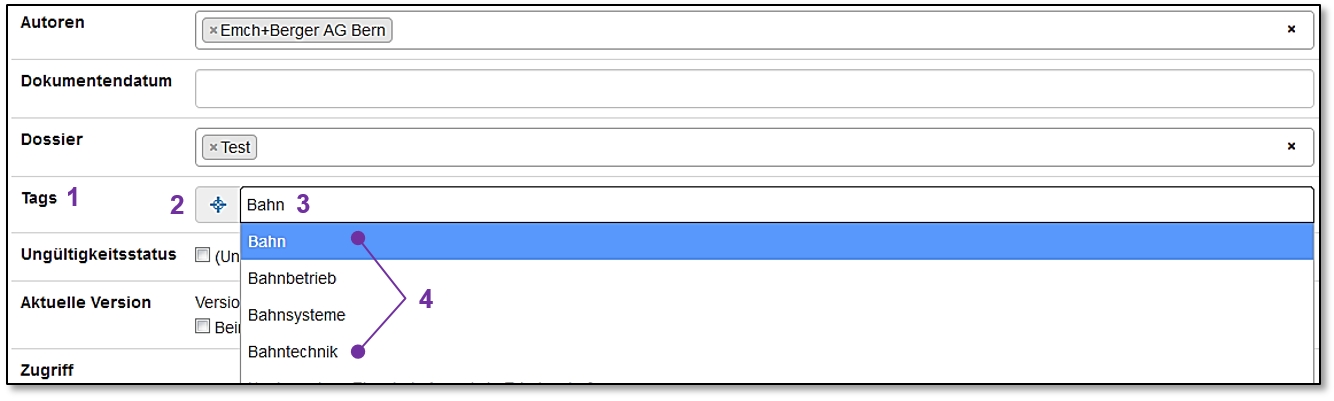 Autoren ×Emch+Berger AG Bern ×
Dokumentendatum
Dossier ×Test ×
Tags 1 2 Bahn 3
Bahn
Ungültigkeitsstatus (Un
Bahnbetrieb
4
Aktuelle Version Versio
Bahnsysteme
Bei
Bahntechnik
Zugriff